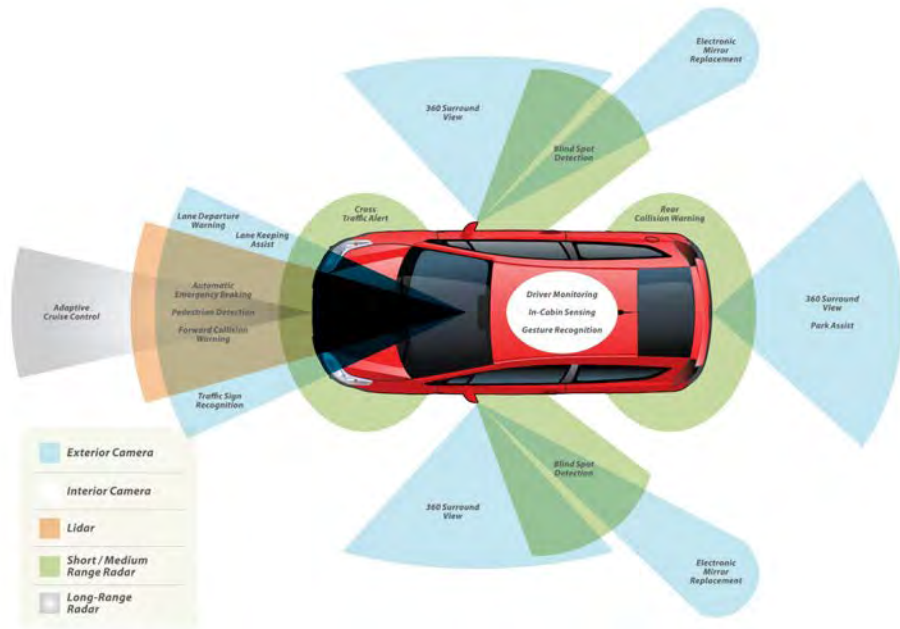 Electronic
Mirror
Replacement
360 Surround
View
Blind Spot
Detection
Lane Departure
Warning
Lane Keeping
Assist
Cross
Traffic Alert
Rear
Collision Warning
Adaptive
Cruise Control
Automatic
Emergency Beaking
Pedestrian Detection
Forward Collision
Warning
Traffic Sign
Recognition
Driver Monitoring
In-Cabin Sensing
Gesture Recognition
360 Surround
View
Park Assist
Blind Spot
Detection
360 Surround
View
Electronic
Mirror
Replacement
Exterior Camera
Interior Camera
Lidar
Short / Medium
Range Radar
Long-Range
Radar